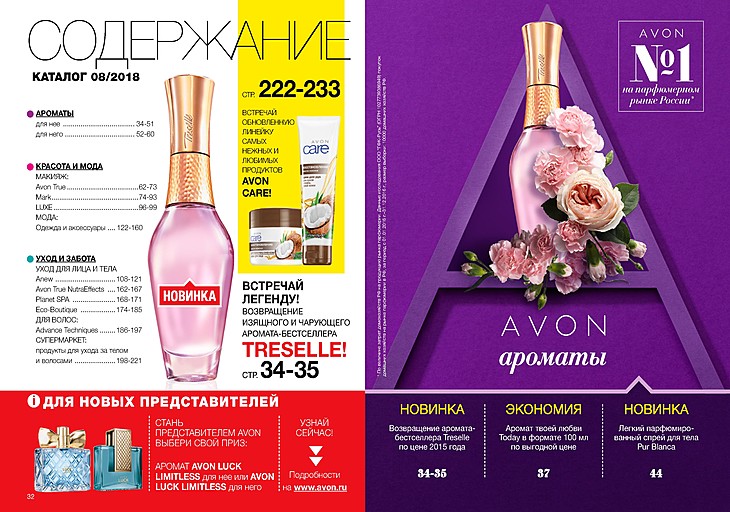 СОДЕРЖАНИЕ
КАТАЛОГ 08/2018
АРОМАТЫ
для нее 34-51
для него 52-60
КРАСОТА И МОДА
МАКИЯЖ:
Avon True 62-73
Mark 74-93
LUXE 96-99
МОДА:
Одежда и аксессуары 122-160
УХОД И ЗАБОТА
УХОД ДЛЯ ЛИЦА И ТЕЛА
Anew 103-121
Avon True NutraEffects 162-167
Planet SPA 168-171
Eco-Boutique 174-185
ДЛЯ ВОЛОС:
Advance Techniques 186-197
СУПЕРМАРКЕТ:
продукты для ухода за телом
и волосами 198-221
Treselle
НОВИНКА
СТР. 222-233
ВСТРЕЧАЙ
ОБНОВЛЕННУЮ
ЛИНЕЙКУ
САМЫХ
НЕЖНЫХ И
ЛЮБИМЫХ
ПРОДУКТОВ
AVON
CARE!
AVON
care
ВСТРЕЧАЙ
ЛЕГЕНДУ!
ВОЗВРАЩЕНИЕ
ИЗЯЩНОГО И ЧАРУЮЩЕГО
АРОМАТА-БЕСТСЕЛЛЕРА
TRESELLE!
СТР. 34-35
ДЛЯ НОВЫХ ПРЕДСТАВИТЕЛЕЙ
СТАНЬ
ПРЕДСТАВИТЕЛЕМ AVON
ВЫБЕРИ СВОЙ ПРИЗ:
АРОМАТ AVON LUCK
LIMITLESS для нее или AVON
LUCK LIMITLESS для него
УЗНАЙ
СЕЙЧАС!
Подробности
на www.avon.ru
32
AVON
№1
на парфюмерном
рынке России*
AVON
ароматы
НОВИНКА
Возвращение аромата-
бестселлера Treselle
по цене 2015 года
34-35
ЭКОНОМИЯ
Аромат твоей любви
Today в формате 100 мл
по выгодной цене
37
НОВИНКА
Легкий парфюмиро-
ванный спрей для тела
Pur Blanca
44